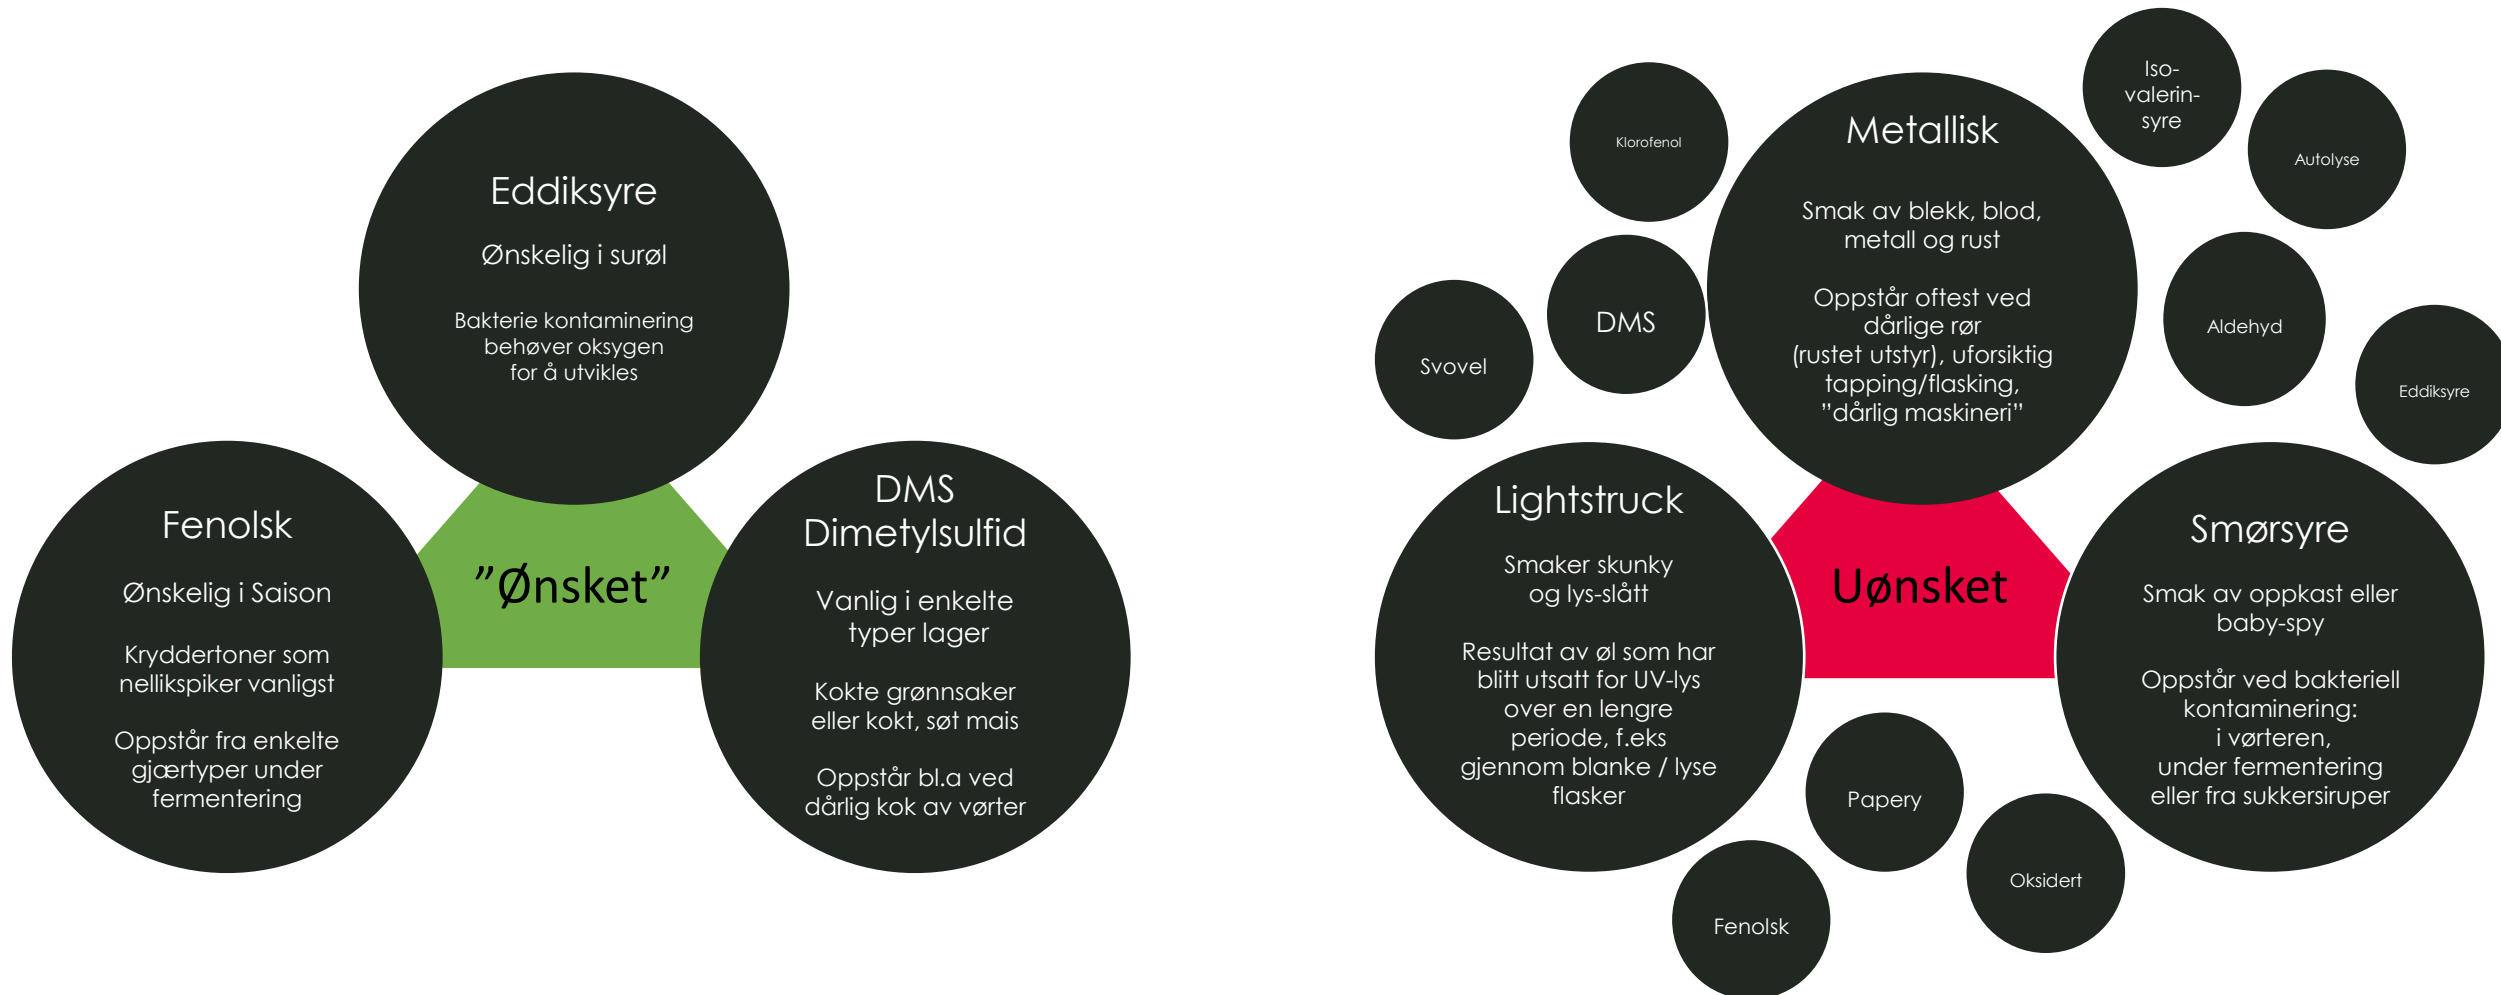 Eddiksyre
Ønskelig i surøl
Bakterie kontaminering
behøver oksygen
for å utvikles
Fenolsk
Ønskelig i Saison
Kryddertoner som
nellikspiker vanligst
Oppstår fra enkelte
gjærtyper under
fermentering
”Ønsket”
DMS
Dimetylsulfid
Vanlig i enkelte
typer lager
Kokte grønnsaker
eller kokt, søt mais
Oppstår bl.a ved
dårlig kok av vørter
Klorofenol
DMS
Svovel
Metallisk
Smak av blekk, blod,
metall og rust
Oppstår oftest ved
dårlige rør
(rustet utstyr), uforsiktig
tapping/flasking,
”dårlig maskineri”
Iso-
valerin-
syre
Autolyse
Aldehyd
Eddiksyre
Lightstruck
Smaker skunky
og lys-slått
Resultat av øl som har
blitt utsatt for UV-lys
over en lengre
periode, f.eks
gjennom blanke / lyse
flasker
Uønsket
Smørsyre
Smak av oppkast eller
baby-spy
Oppstår ved bakteriell
kontaminering:
i vørteren,
under fermentering
eller fra sukkersiruper
Papery
Oksidert
Fenolsk